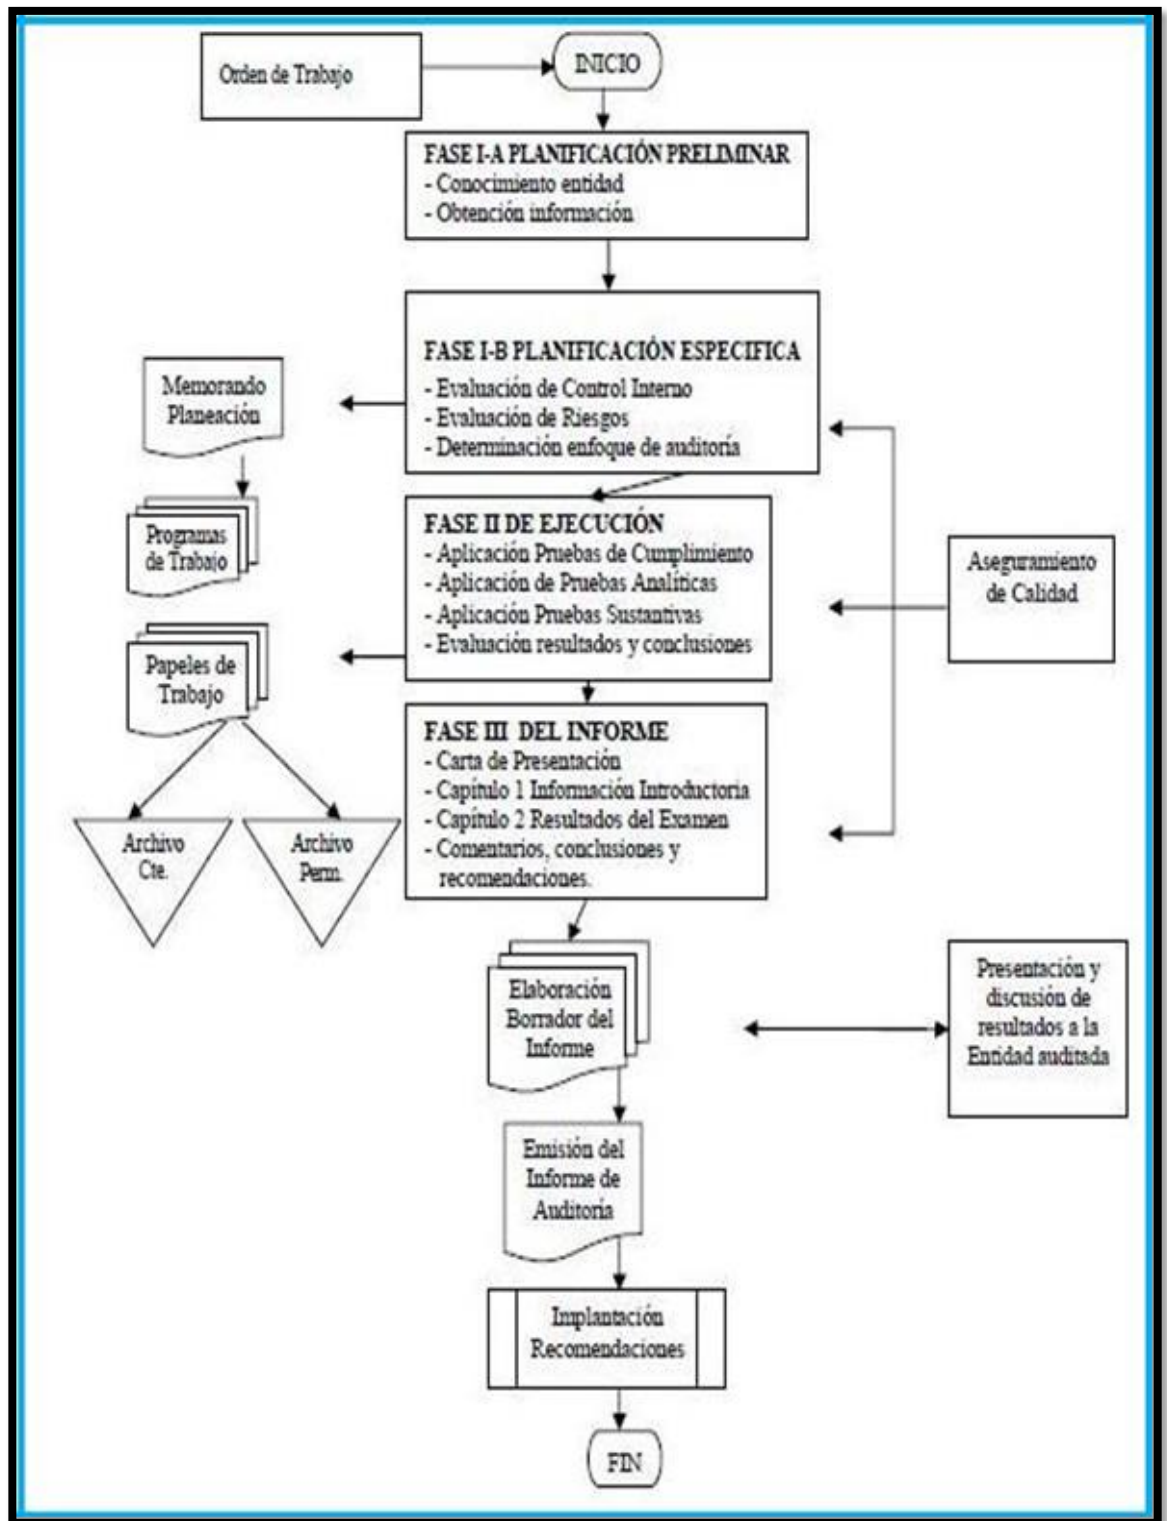 Orden de Trabajo
INICIO
FASE I-A PLANIFICACIÓN PRELIMINAR
- Conocimiento entidad
- Obtención información
FASE I-B PLANIFICACIÓN ESPECIFICA
- Evaluación de Control Interno
- Evaluación de Riesgos
- Determinación enfoque de auditoría
Memorando
Planeación
Programas
de Trabajo
FASE II DE EJECUCIÓN
- Aplicación Pruebas de Cumplimiento
- Aplicación de Pruebas Analíticas
- Aplicación Pruebas Sustantivas
- Evaluación resultados y conclusiones
Aseguramiento
de Calidad
Papeles de
Trabajo
Archivo
Cte.
Archivo
Perm.
FASE III DEL INFORME
- Carta de Presentación
- Capítulo 1 Información Introductoria
- Capítulo 2 Resultados del Examen
- Comentarios, conclusiones y
recomendaciones.
Elaboración
Borrador del
Informe
Presentación y
discusión de
resultados a la
Entidad auditada
Emisión del
Informe de
Auditoría
Implantación
Recomendaciones
FIN